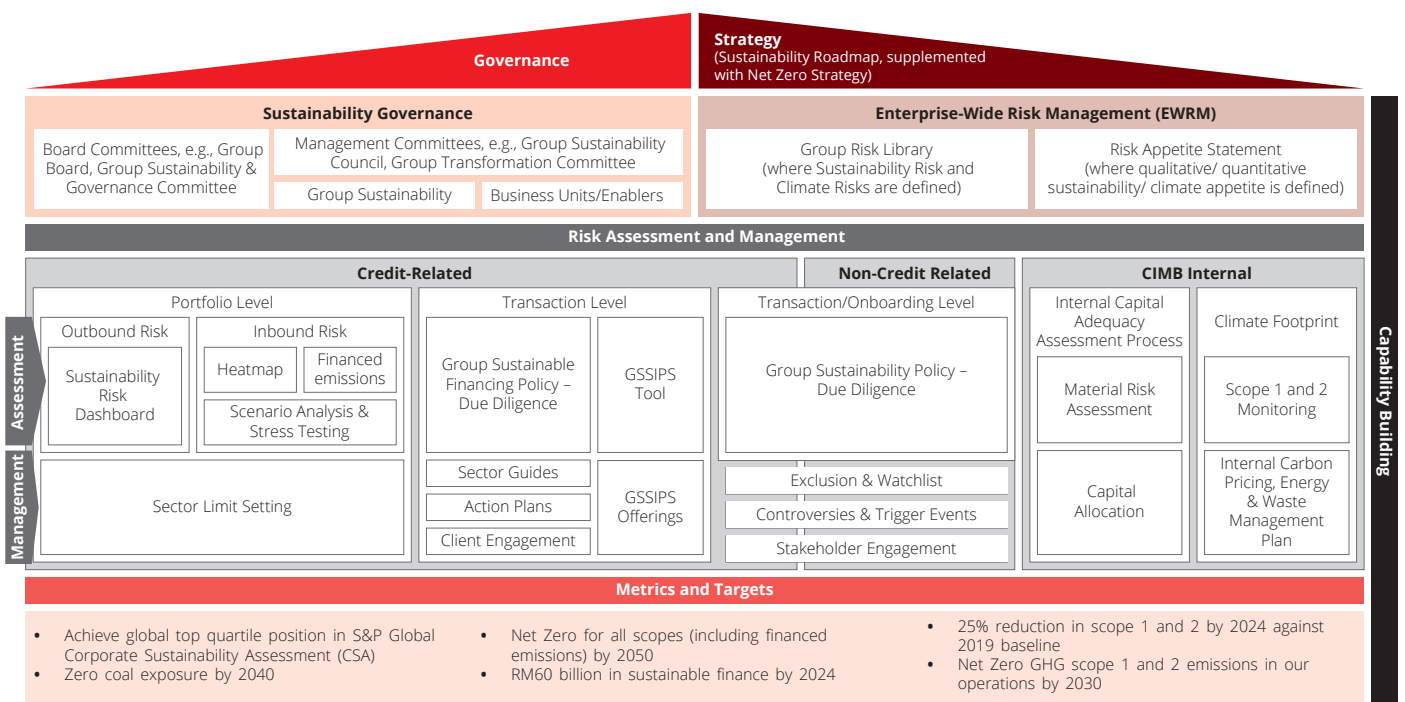 Governance
Strategy
(Sustainability Roadmap, supplemented
with Net Zero Strategy)
Sustainability Governance
Board Committees, e.g., Group
Board, Group Sustainability &
Governance Committee
Management Committees, e.g., Group Sustainability
Council, Group Transformation Committee
Group Sustainability
Business Units/Enablers
Enterprise-Wide Risk Management (EWRM)
Group Risk Library
(where Sustainability Risk and
Climate Risks are defined)
Risk Appetite Statement
(where qualitative/ quantitative
sustainability/ climate appetite is defined)
Risk Assessment and Management
Assessment
Management
Credit-Related
Portfolio Level
Outbound Risk
Sustainability
Risk
Dashboard
Inbound Risk
Heatmap
Financed
emissions
Scenario Analysis &
Stress Testing
Sector Limit Setting
Transaction Level
Group Sustainable
Financing Policy –
Due Diligence
GSSIPS
Tool
Sector Guides
Action Plans
Client Engagement
GSSIPS
Offerings
Non-Credit Related
Transaction/Onboarding Level
Group Sustainability Policy –
Due Diligence
Exclusion & Watchlist
Controversies & Trigger Events
Stakeholder Engagement
CIMB Internal
Internal Capital
Adequacy
Assessment Process
Material Risk
Assessment
Capital
Allocation
Climate Footprint
Scope 1 and 2
Monitoring
Internal Carbon
Pricing, Energy
& Waste
Management
Plan
Capability Building
Metrics and Targets
• Achieve global top quartile position in S&P Global
Corporate Sustainability Assessment (CSA)
• Zero coal exposure by 2040
• Net Zero for all scopes (including financed
emissions) by 2050
• RM60 billion in sustainable finance by 2024
• 25% reduction in scope 1 and 2 by 2024 against
2019 baseline
• Net Zero GHG scope 1 and 2 emissions in our
operations by 2030